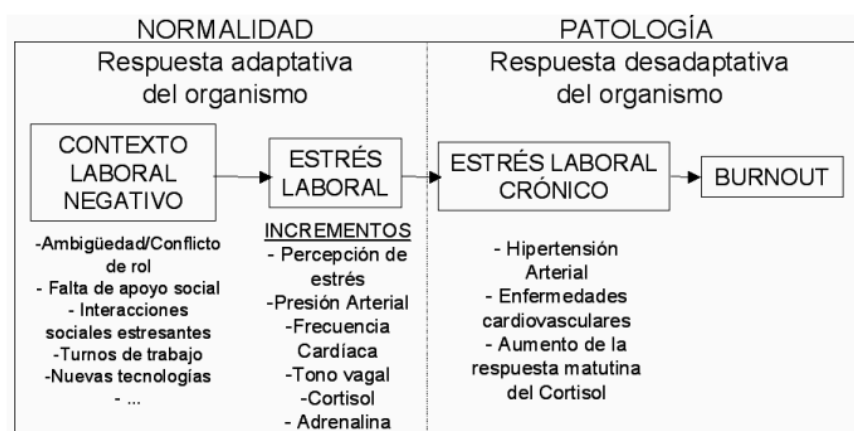 NORMALIDAD
Respuesta adaptativa
del organismo
CONTEXTO
LABORAL
NEGATIVO
-Ambigüedad/Conflicto
de rol
- Falta de apoyo social
- Interacciones
sociales estresantes
-Turnos de trabajo
-Nuevas tecnologías
- ...
ESTRÉS
LABORAL
INCREMENTOS
- Percepción de
estrés
-Presión Arterial
-Frecuencia
Cardíaca
-Tono vagal
-Cortisol
- Adrenalina
PATOLOGÍA
Respuesta desadaptativa
del organismo
ESTRÉS LABORAL
CRÓNICO
- Hipertensión
Arterial
- Enfermedades
cardiovasculares
- Aumento de la
respuesta matutina
del Cortisol
BURNOUT